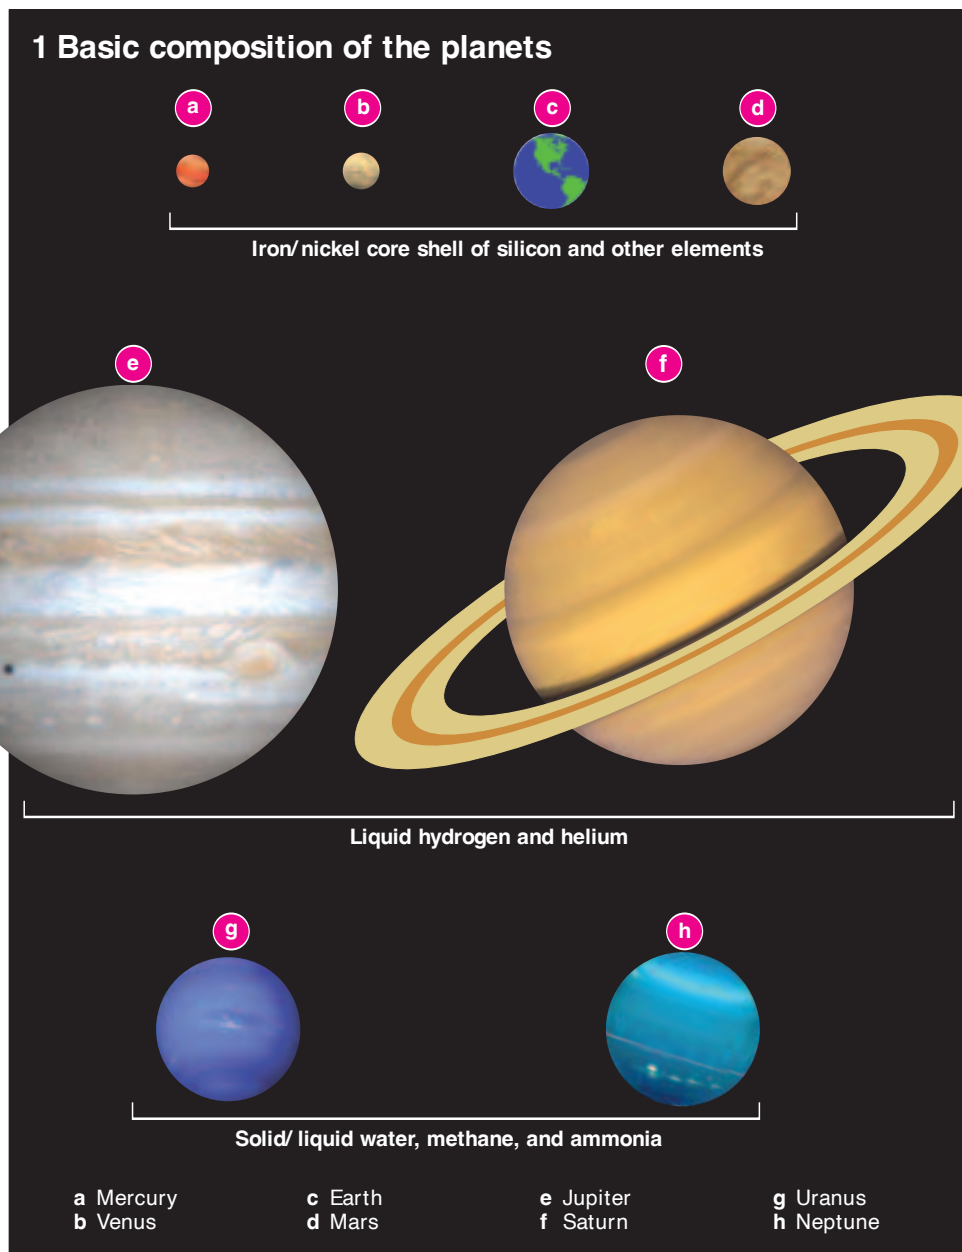 1 Basic composition of the planets
a
b
c
d
Iron/ nickel core shell of silicon and other elements
e
f
Liquid hydrogen and helium
g
h
Solid/ liquid water, methane, and ammonia
a Mercury
b Venus
c Earth
d Mars
e Jupiter
f Saturn
g Uranus
h Neptune